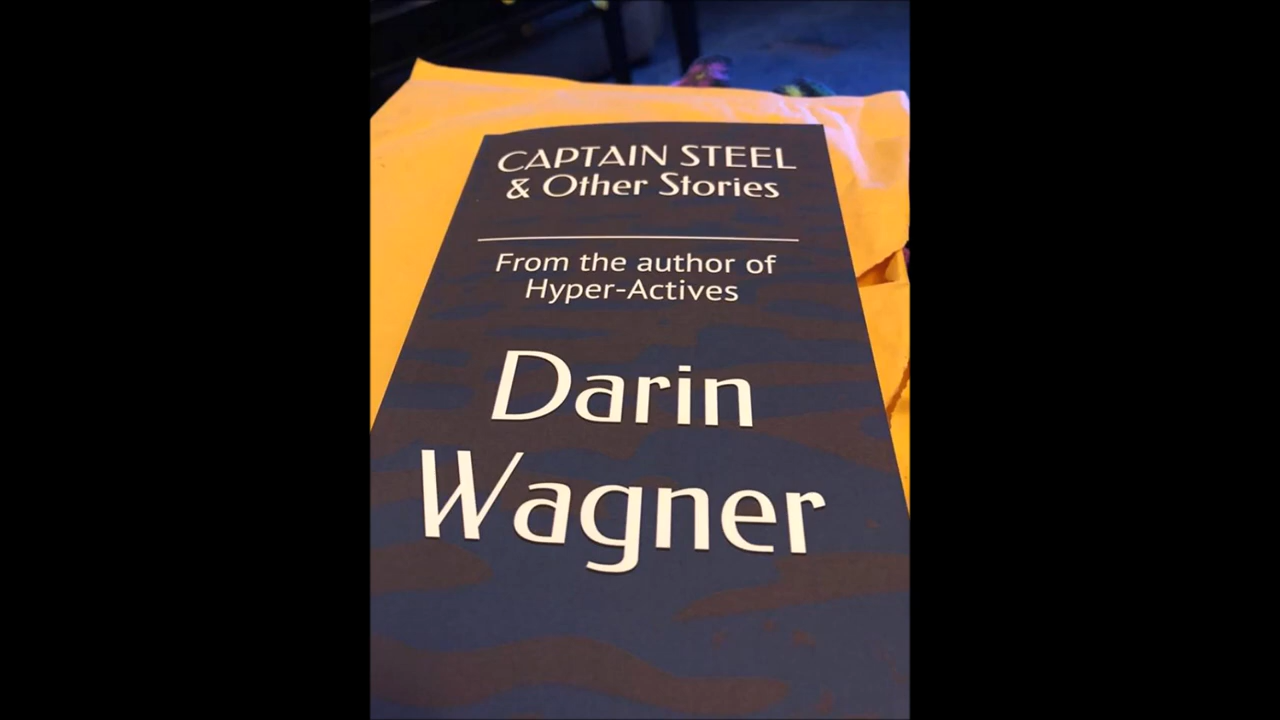 CAPTAIN STEEL
& Other Stories
From the author of
Hyper-Actives
Darin
Wagner